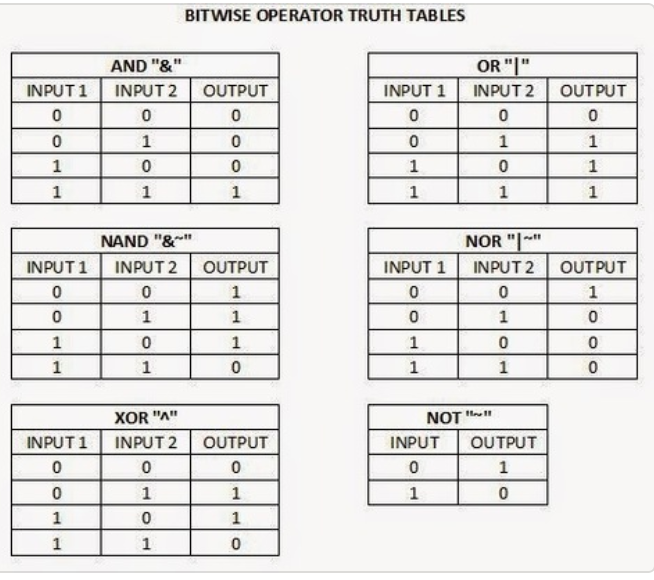 BITWISE OPERATOR TRUTH TABLES
AND "&"
INPUT 1 INPUT 2 OUTPUT
0 0 0
0 1 0
1 0 0
1 1 1
OR "|"
INPUT 1 INPUT 2 OUTPUT
0 0 0
0 1 1
1 0 1
1 1 1
NAND "&~"
INPUT 1 INPUT 2 OUTPUT
0 0 1
0 1 1
1 0 1
1 1 0
NOR "|~"
INPUT 1 INPUT 2 OUTPUT
0 0 1
0 1 0
1 0 0
1 1 0
XOR "^"
INPUT 1 INPUT 2 OUTPUT
0 0 0
0 1 1
1 0 1
1 1 0
NOT "~"
INPUT OUTPUT
0 1
1 0